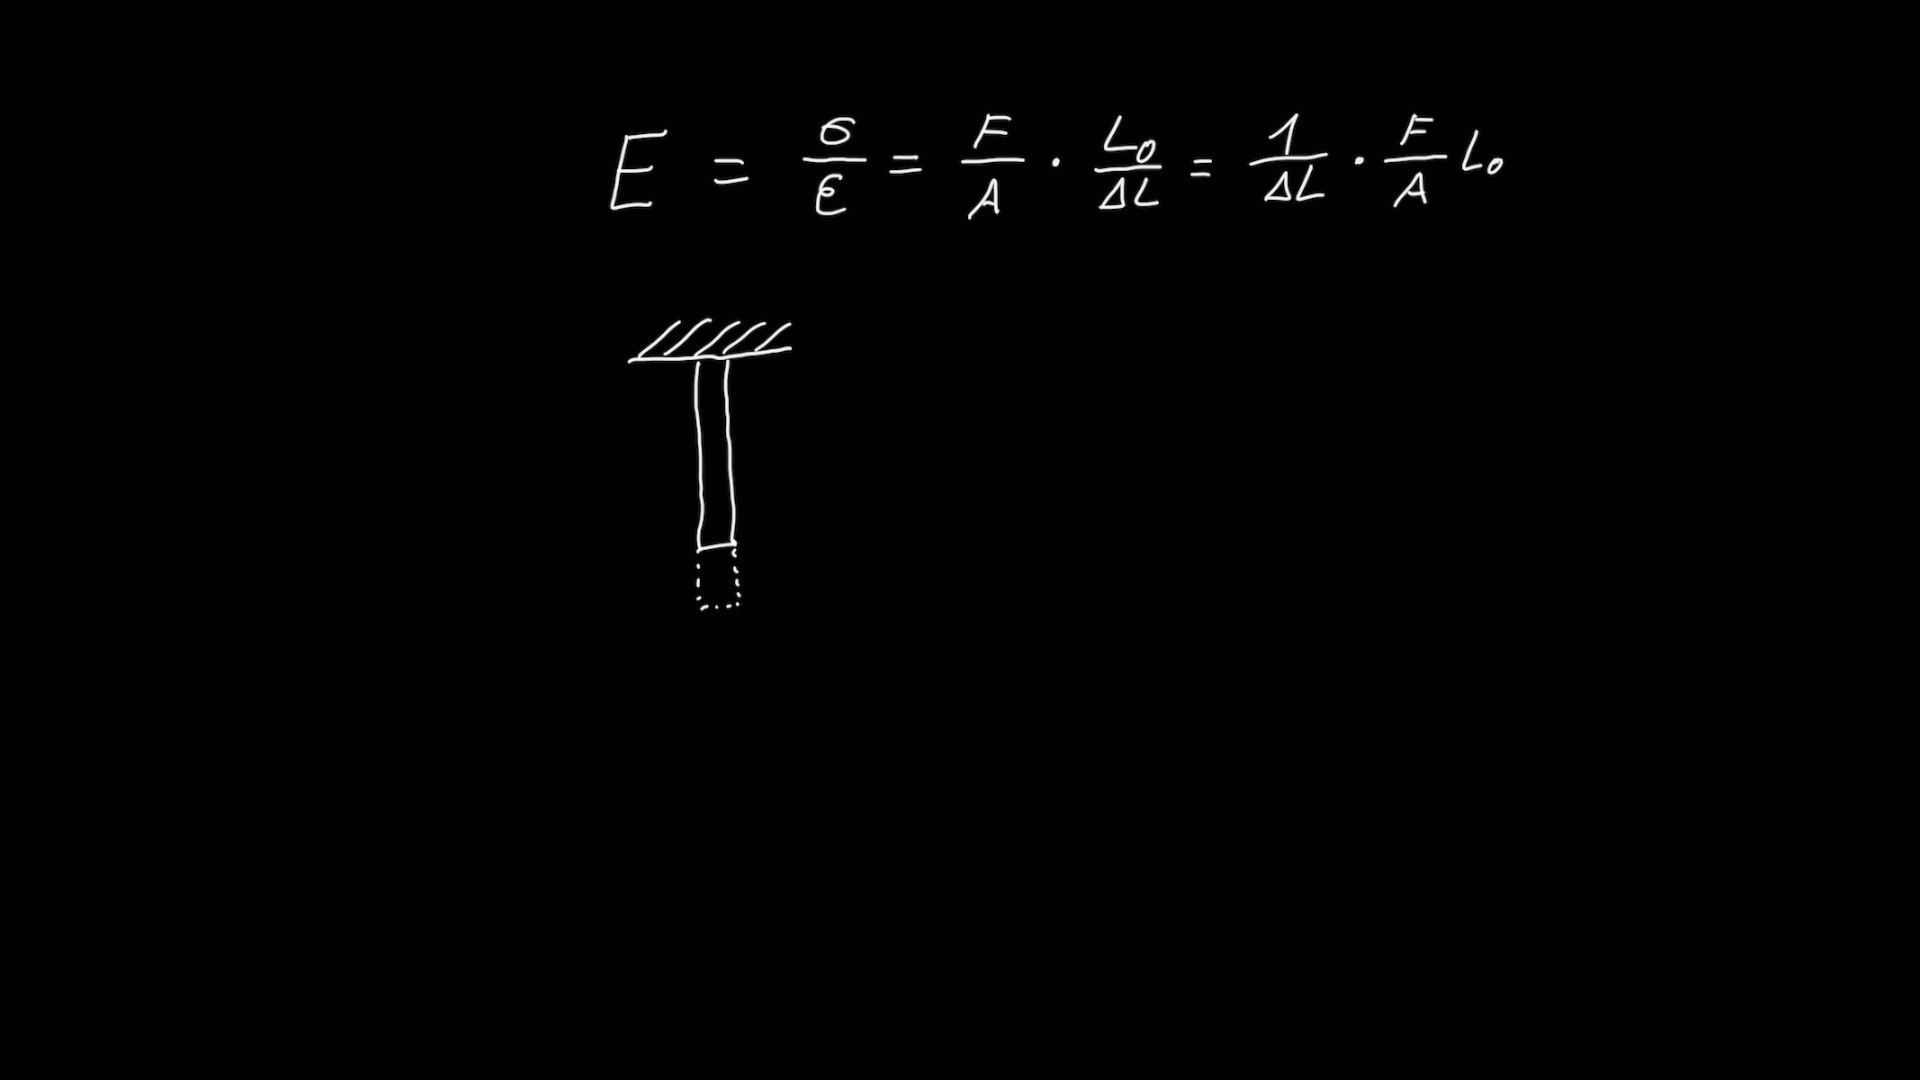 E = σ/ε = F/A · L₀/ΔL = 1/ΔL · F/A L₀